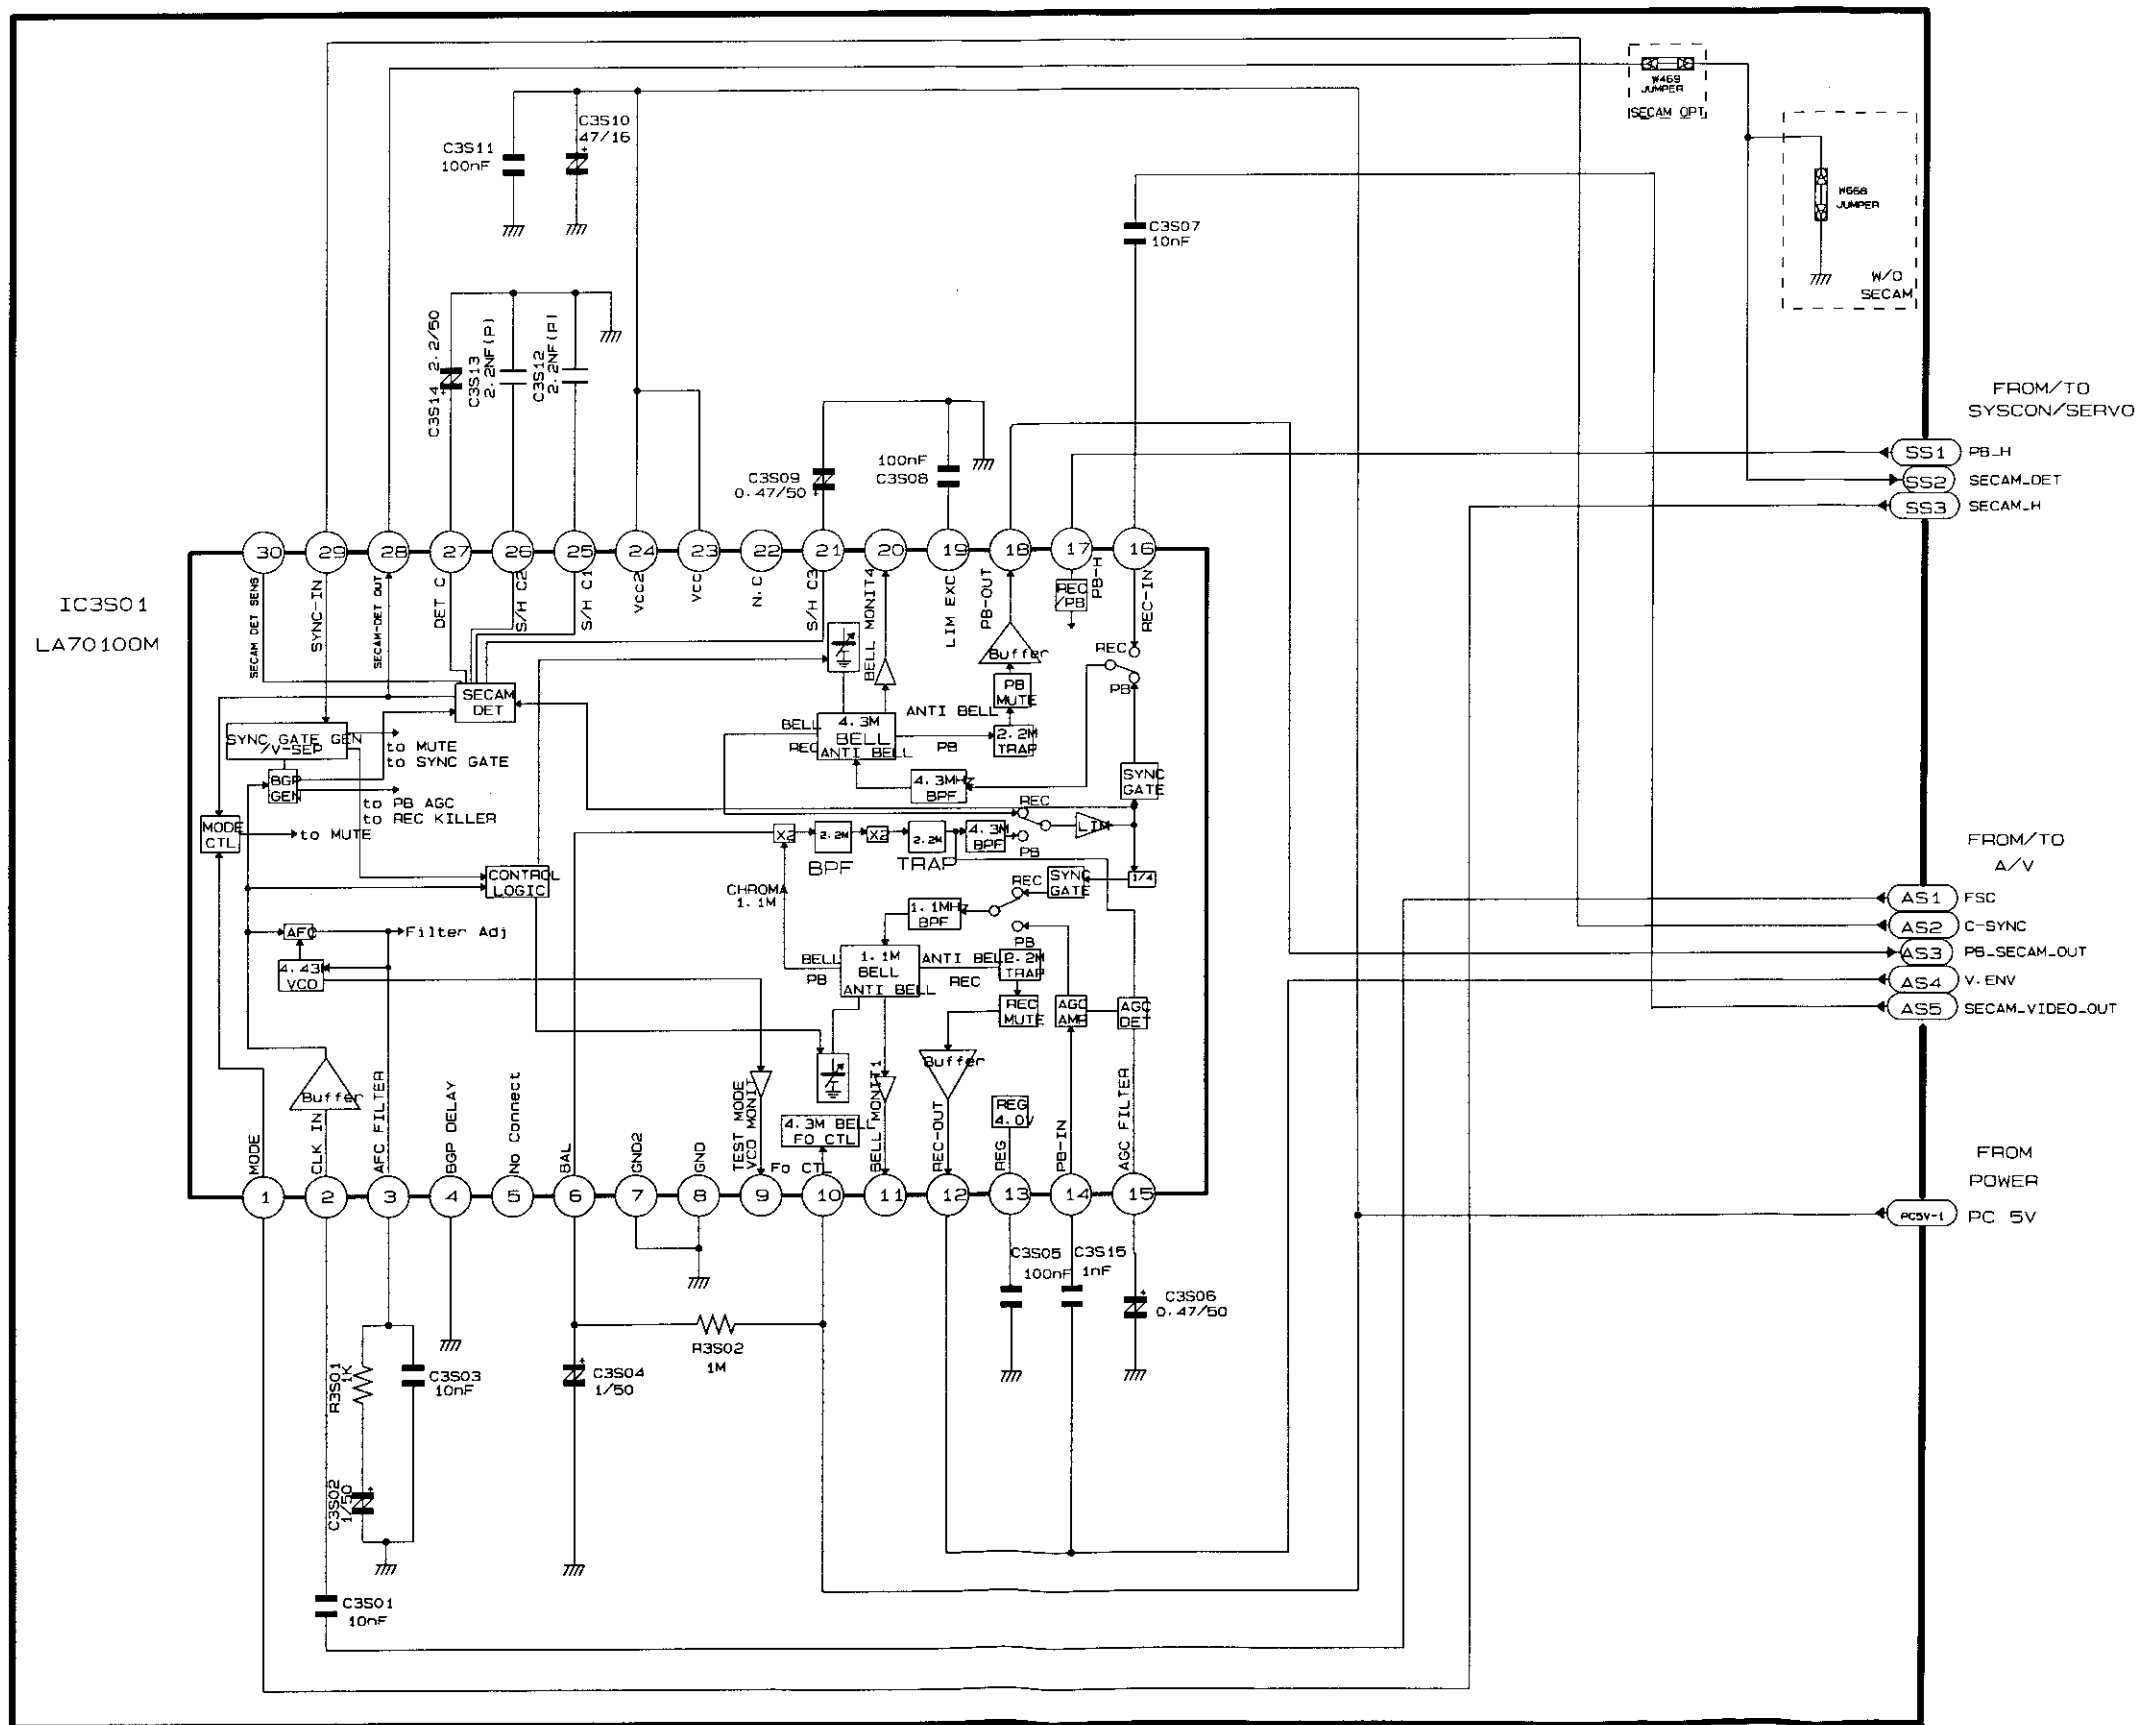 W469
JUMPER
SECAM OPT
C3S10
47/16
C3S11
100nF
W668
JUMPER
W/O
SECAM
C3S07
10nF
C3S14 2.2/50
C3S13
2.2NF(P)
C3S12
2.2NF(P)
FROM/TO
SYSCON/SERVO
SS1 PB_H
SS2 SECAM_DET
SS3 SECAM_H
C3S09
0.47/50
100nF
C3S08
30
29
28
27
26
25
24
23
22
21
20
19
18
17
16
IC3S01
LA70100M
SECAM DET SENS
SYNC-IN
SECAM-DET OUT
DET C
S/H C2
S/H C1
VCC2
VCC
N.C
S/H C3
BELL MONIT4
LIM EXC
PB-OUT
PB-H
REC-IN
REC
/PB
Buffer
REC
PB
PB
MUTE
SECAM
DET
SYNC GATE GEN
/V-SEP
to MUTE
to SYNC GATE
BELL
REC
4.3M
BELL
ANTI BELL
ANTI BELL
PB
2.2M
TRAP
BGP
GEN
to PB AGC
to REC KILLER
4.3MHz
BPF
SYNC
GATE
MODE
CTL
to MUTE
X2
2.2M
BPF
X2
2.2M
TRAP
4.3M
BPF
REC
PB
LIM
CONTROL
LOGIC
CHROMA
1.1M
REC
SYNC
GATE
1/4
1.1MHz
BPF
PB
AFC
Filter Adj
4.43
VCO
BELL
PB
1.1M
BELL
ANTI BELL
ANTI BEL
REC
2.2M
TRAP
REC
MUTE
AGC
AMP
AGC
DET
Buffer
Buffer
REG
4.0V
4.3M BELL
FO CTL
FROM/TO
A/V
AS1 FSC
AS2 C-SYNC
AS3 PB_SECAM_OUT
AS4 V.ENV
AS5 SECAM_VIDEO_OUT
MODE
CLK IN
AFC FILTER
BGP DELAY
No Connect
BAL
GND2
GND
TEST MODE
VCO MONIT
Fo CTL
BELL MONIT1
REC-OUT
REG
PB-IN
AGC FILTER
1
2
3
4
5
6
7
8
9
10
11
12
13
14
15
FROM
POWER
PC5V-1 PC 5V
C3S05
100nF
C3S15
1nF
C3S06
0.47/50
R3S02
1M
R3S01
1K
C3S03
10nF
C3S04
1/50
C3S02
1/50
C3S01
10nF